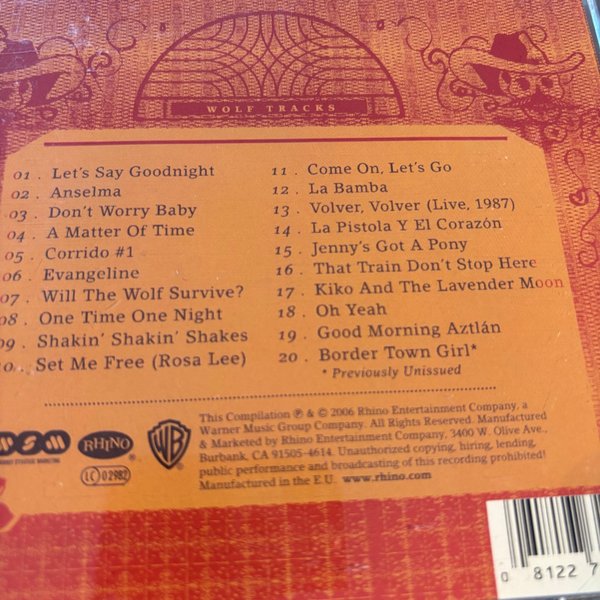 WOLF TRACKS
01 . Let's Say Goodnight
02 . Anselma
03 . Don't Worry Baby
04 . A Matter Of Time
05 . Corrido #1
06 . Evangeline
07 . Will The Wolf Survive?
08 . One Time One Night
09 . Shakin' Shakin' Shakes
10 . Set Me Free (Rosa Lee)
11 . Come On, Let's Go
12 . La Bamba
13 . Volver, Volver (Live, 1987)
14 . La Pistola Y El Corazón
15 . Jenny's Got A Pony
16 . That Train Don't Stop Here
17 . Kiko And The Lavender Moon
18 . Oh Yeah
19 . Good Morning Aztlán
20 . Border Town Girl*
* Previously Unissued
WSM
RHINO ®
WB
LC 02982
This Compilation ℗ & © 2006 Rhino Entertainment Company, a
Warner Music Group Company. All Rights Reserved. Manufactured
& Marketed by Rhino Entertainment Company, 3400 W. Olive Ave.,
Burbank, CA 91505-4614. Unauthorized copying, hiring, lending,
public performance and broadcasting of this recording prohibited!
Manufactured in the E.U. www.rhino.com
0 8122 7